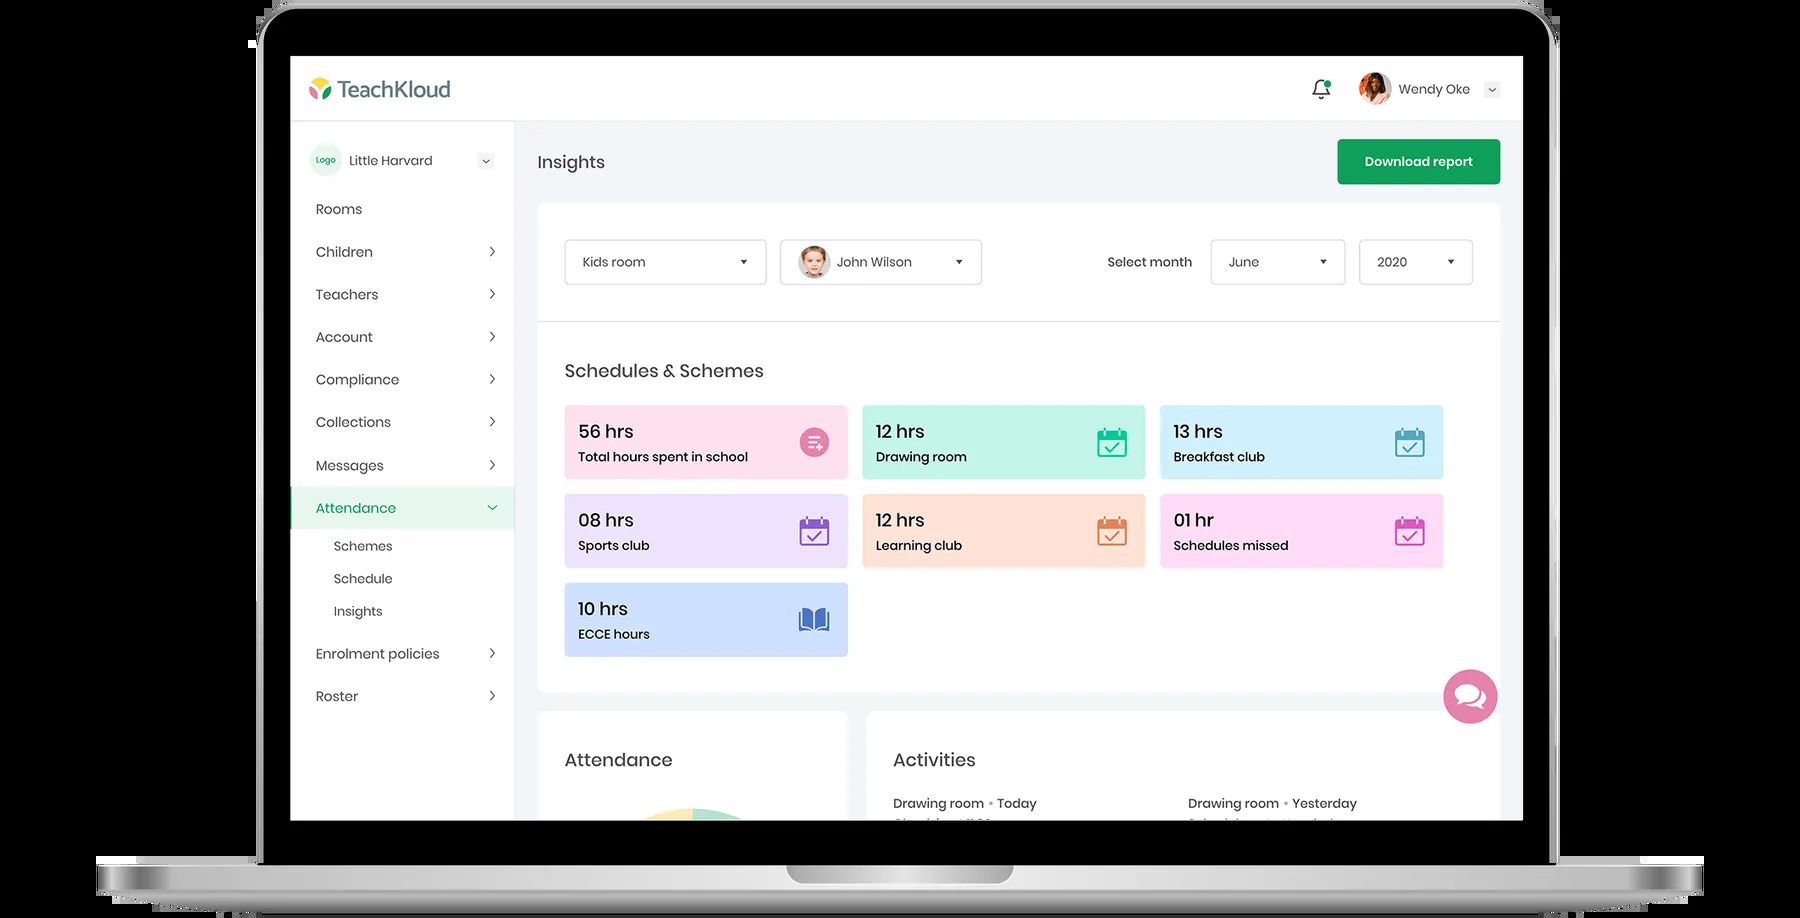 TeachKloud
Wendy Oke
Logo
Little Harvard
Rooms
Children
Teachers
Account
Compliance
Collections
Messages
Attendance
Schemes
Schedule
Insights
Enrolment policies
Roster
Insights
Download report
Kids room
John Wilson
Select month
June
2020
Schedules & Schemes
56 hrs
Total hours spent in school
12 hrs
Drawing room
13 hrs
Breakfast club
08 hrs
Sports club
12 hrs
Learning club
01 hr
Schedules missed
10 hrs
ECCE hours
Attendance
Activities
Drawing room • Today
Drawing room • Yesterday